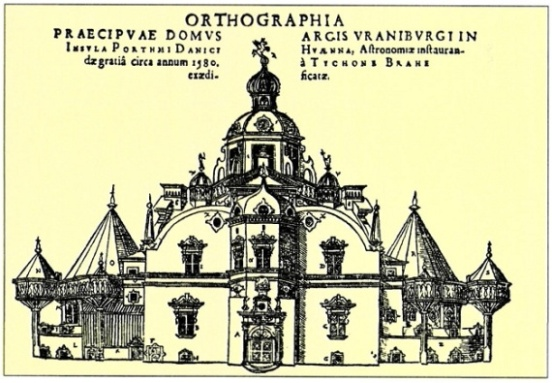 ORTHOGRAPHIA
PRAECIPVAE DOMVS ARCIS VRANIBVRGI IN
INSVLA PORTHMI DANICI HVÆNNA, Astronomiæ instauran-
dæ gratiâ circa annum 1580. à TYCHONE BRAHE
exædi- ficatæ.